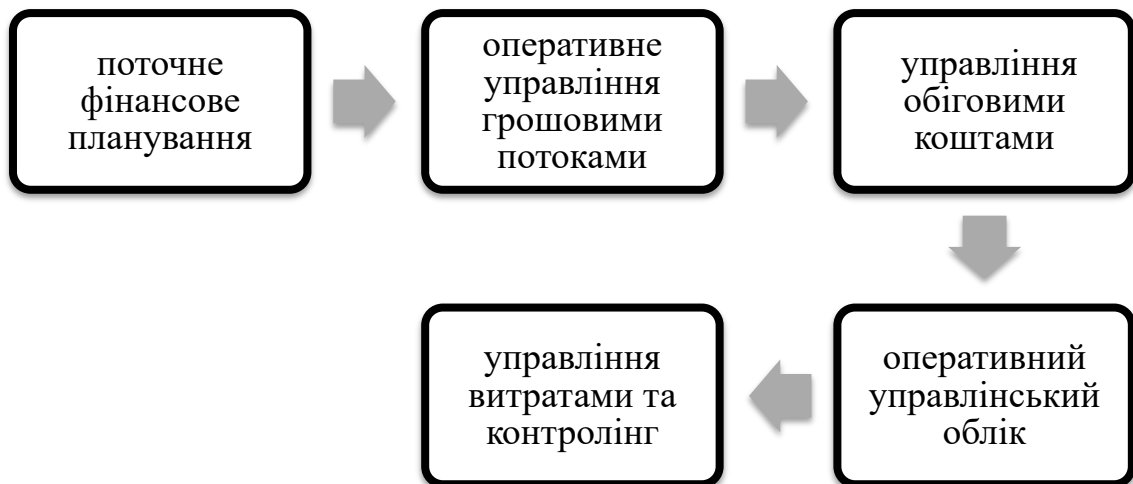 поточне
фінансове
планування
оперативне
управління
грошовими
потоками
управління
обіговими
коштами
оперативний
управлінський
облік
управління
витратами та
контролінг